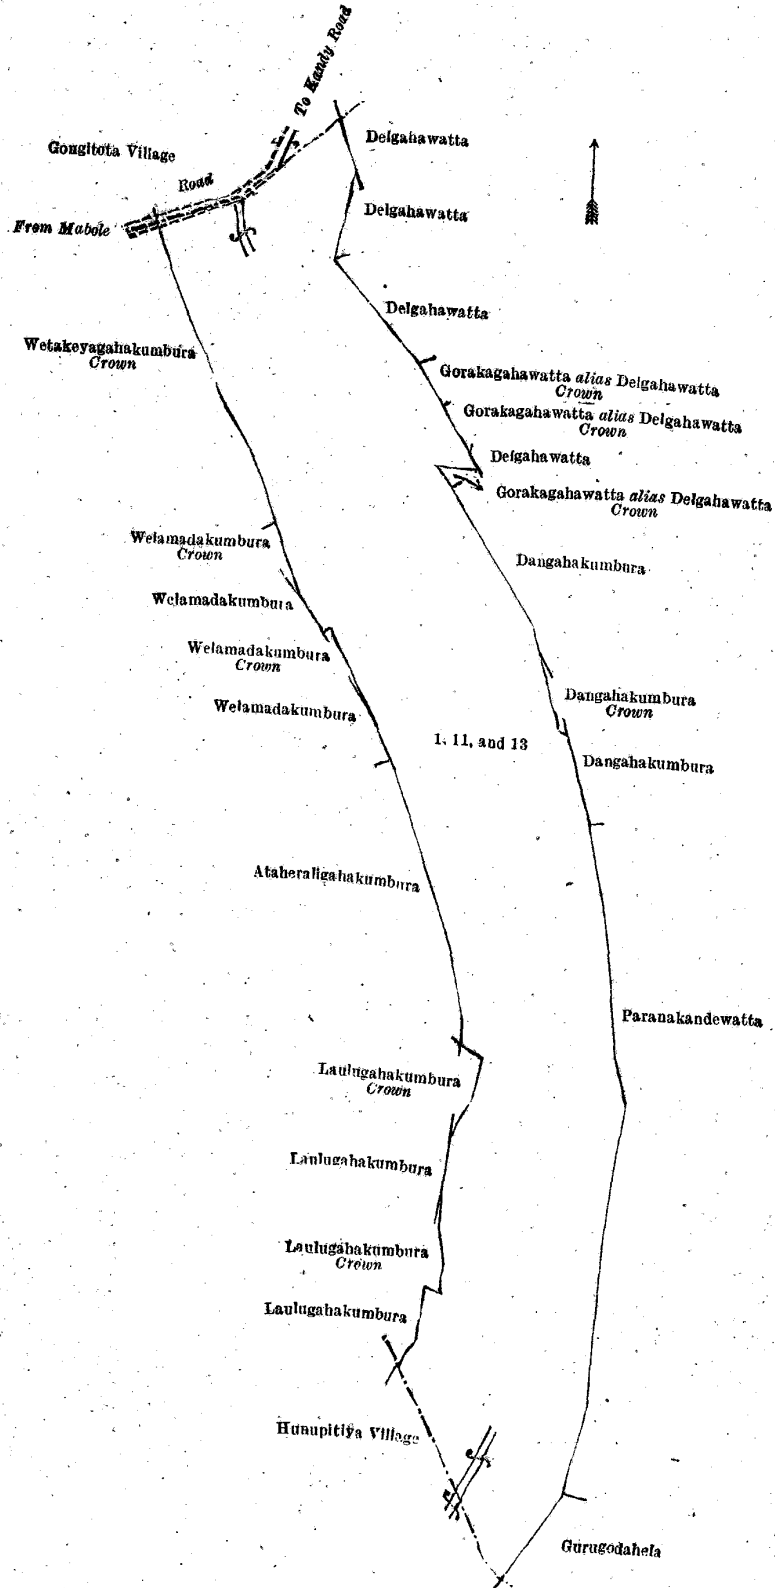 To Kandy Road
Delgahawatta
Gongitota Village
Road
Delgahawatta
From Mabole
Delgahawatta
Wetakeyagahakumbura
Crown
Gorakagahawatta alias Delgahawatta
Crown
Gorakagahawatta alias Delgahawatta
Crown
Delgahawatta
Gorakagahawatta alias Delgahawatta
Crown
Welamadakumbura
Crown
Dangahakumbura
Welamadakumbura
Welamadakumbura
Crown
Dangahakumbura
Crown
Welamadakumbura
1, 11, and 13
Dangahakumbura
Ataheraligahakumbura
Paranakandewatta
Laulugahakumbura
Crown
Laulugahakumbura
Laulugahakumbura
Crown
Laulugahakumbura
Hunupitiya Village
Gurugodahela